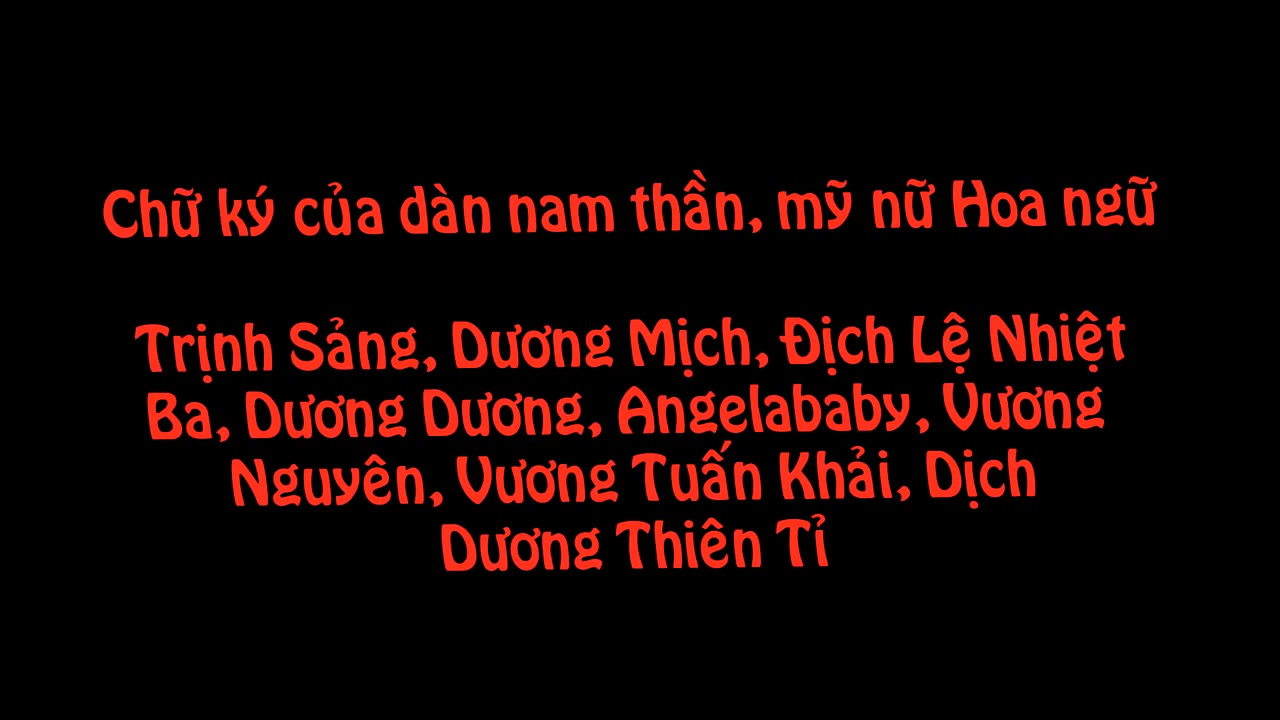 Chữ ký của dàn nam thần, mỹ nữ Hoa ngữ
Trịnh Sảng, Dương Mịch, Địch Lệ Nhiệt
Ba, Dương Dương, Angelababy, Vương
Nguyên, Vương Tuấn Khải, Dịch
Dương Thiên Tỉ